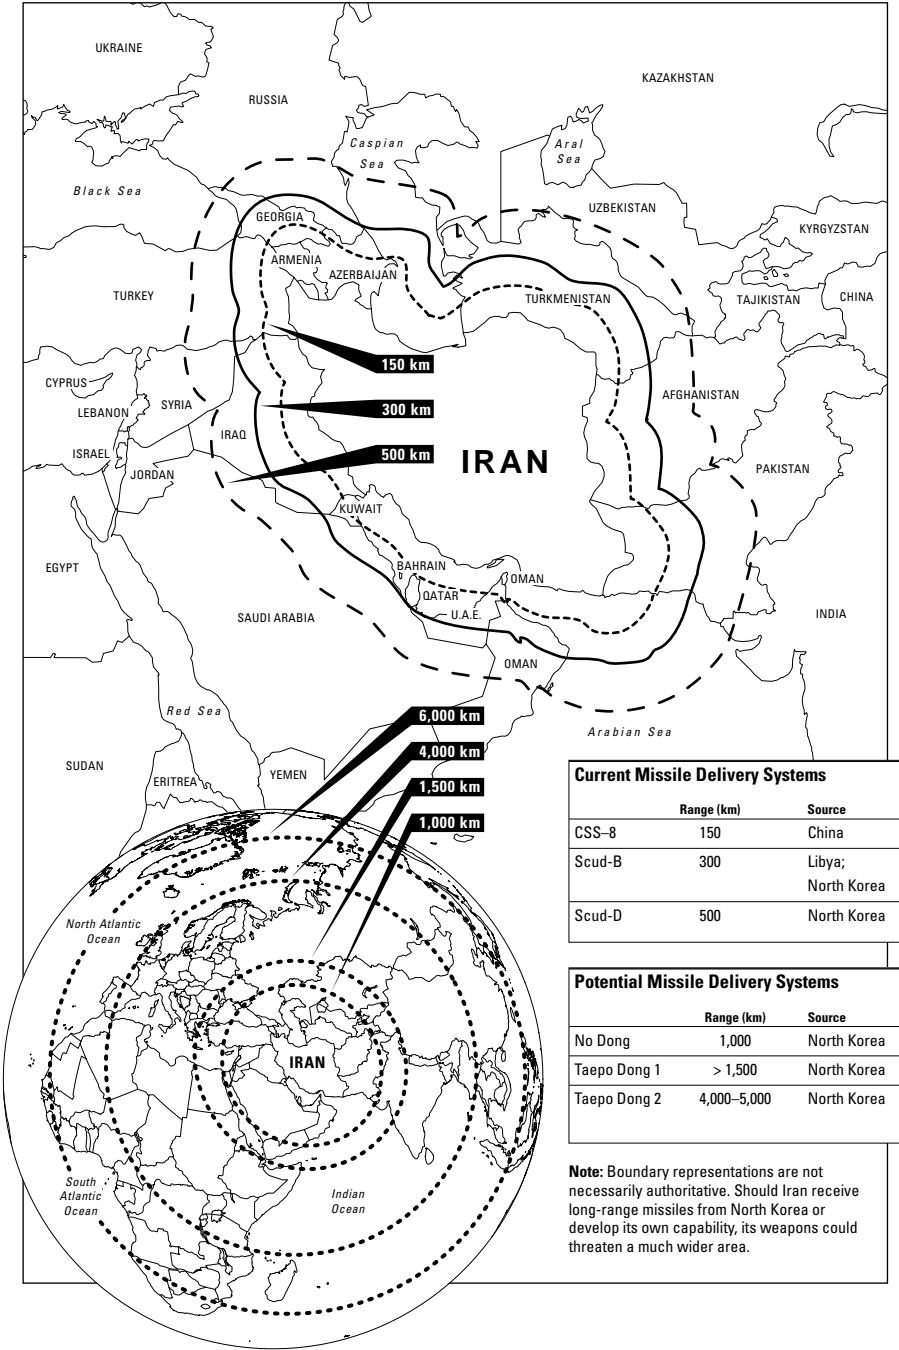 UKRAINE
KAZAKHSTAN
RUSSIA
Caspian
Sea
Aral
Sea
Black Sea
UZBEKISTAN
GEORGIA
KYRGYZSTAN
ARMENIA
AZERBAIJAN
TURKEY
TURKMENISTAN
TAJIKISTAN
CHINA
150 km
CYPRUS
AFGHANISTAN
LEBANON
SYRIA
300 km
IRAQ
ISRAEL
500 km
IRAN
JORDAN
PAKISTAN
KUWAIT
EGYPT
BAHRAIN
OMAN
QATAR
SAUDI ARABIA
U.A.E.
INDIA
OMAN
Red Sea
6,000 km
Arabian Sea
4,000 km
SUDAN
ERITREA
YEMEN
1,500 km
1,000 km
North Atlantic
Ocean
IRAN
South
Atlantic
Ocean
Indian
Ocean
Current Missile Delivery Systems
Range (km) Source
CSS–8 150 China
Scud-B 300 Libya;
North Korea
Scud-D 500 North Korea
Potential Missile Delivery Systems
Range (km) Source
No Dong 1,000 North Korea
Taepo Dong 1 > 1,500 North Korea
Taepo Dong 2 4,000–5,000 North Korea
Note: Boundary representations are not
necessarily authoritative. Should Iran receive
long-range missiles from North Korea or
develop its own capability, its weapons could
threaten a much wider area.